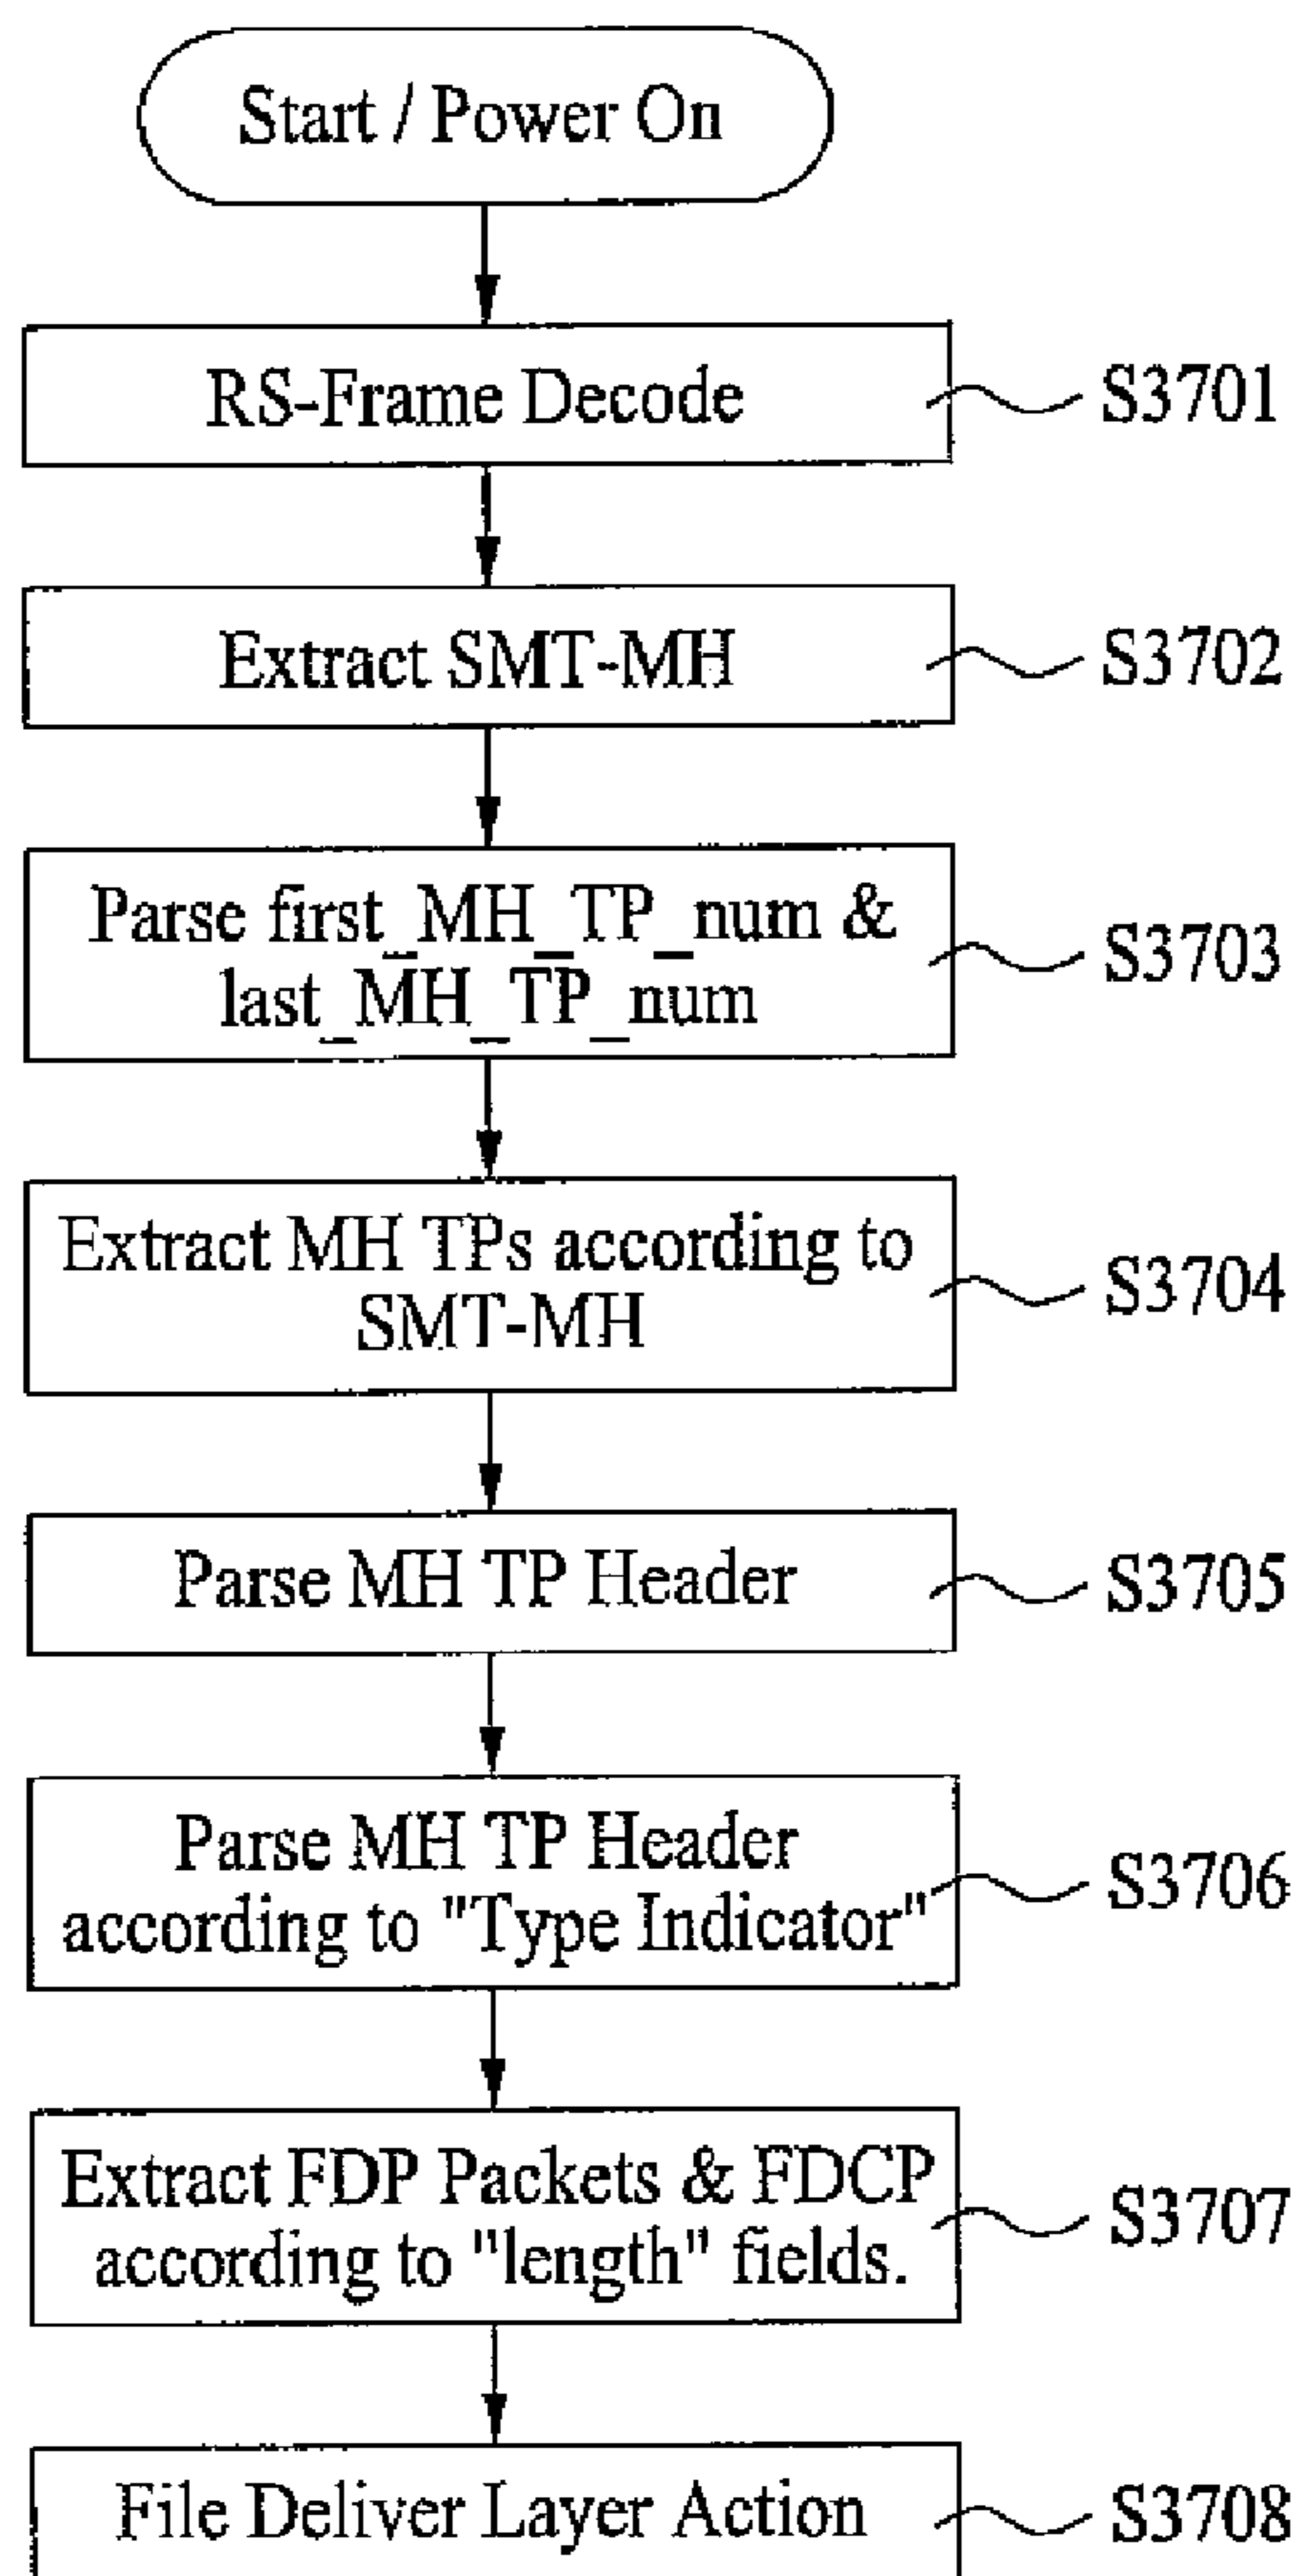 Start / Power On
RS-Frame Decode
S3701
Extract SMT-MH
S3702
Parse first_MH_TP_num &
last_MH_TP_num
S3703
Extract MH TPs according to
SMT-MH
S3704
Parse MH TP Header
S3705
Parse MH TP Header
according to "Type Indicator"
S3706
Extract FDP Packets & FDCP
according to "length" fields.
S3707
File Deliver Layer Action
S3708